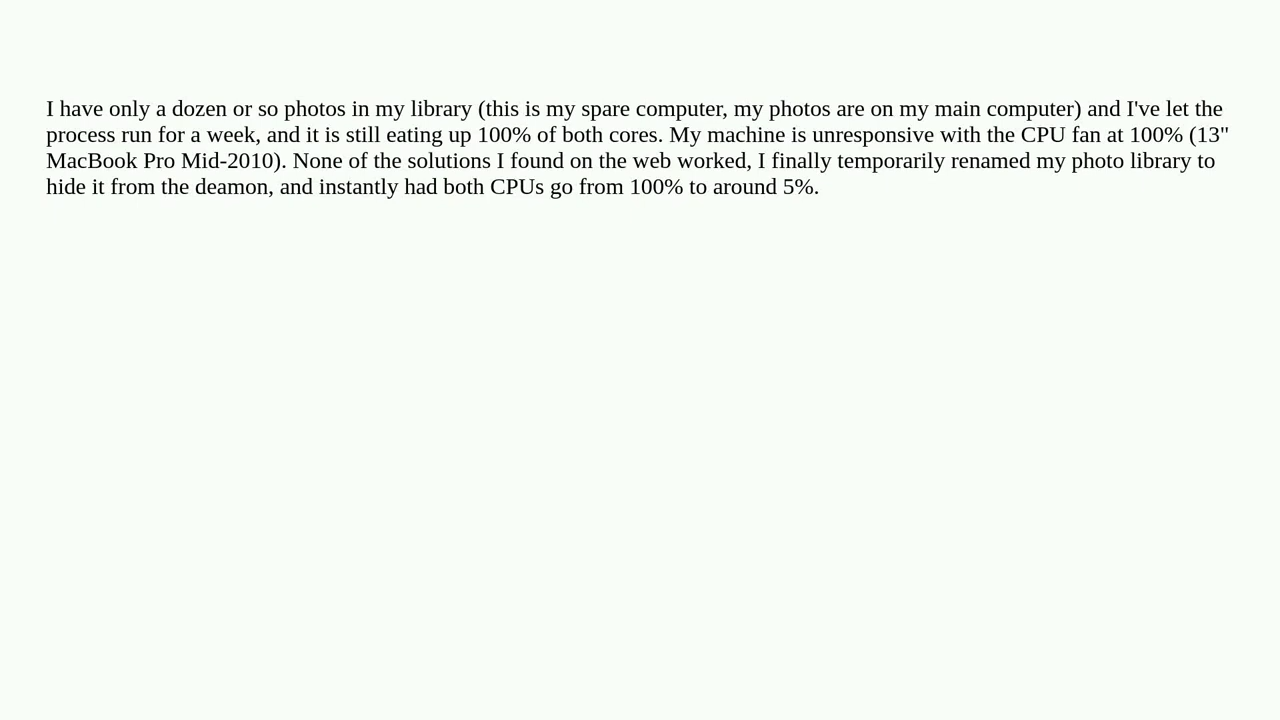 I have only a dozen or so photos in my library (this is my spare computer, my photos are on my main computer) and I've let the
process run for a week, and it is still eating up 100% of both cores. My machine is unresponsive with the CPU fan at 100% (13"
MacBook Pro Mid-2010). None of the solutions I found on the web worked, I finally temporarily renamed my photo library to
hide it from the deamon, and instantly had both CPUs go from 100% to around 5%.